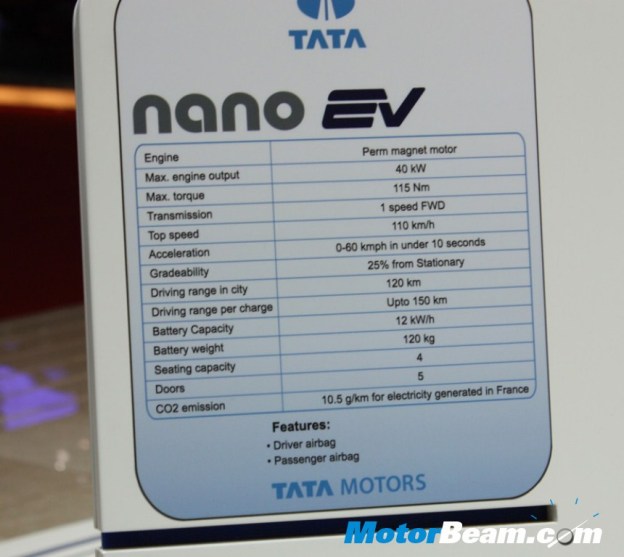 TATA
nano EV
Engine Perm magnet motor
Max. engine output 40 kW
Max. torque 115 Nm
Transmission 1 speed FWD
Top speed 110 km/h
Acceleration 0-60 kmph in under 10 seconds
Gradeability 25% from Stationary
Driving range in city 120 km
Driving range per charge Upto 150 km
Battery Capacity 12 kW/h
Battery weight 120 kg
Seating capacity 4
Doors 5
CO2 emission 10.5 g/km for electricity generated in France
Features:
• Driver airbag
• Passenger airbag
TATA MOTORS
MotorBeam.com